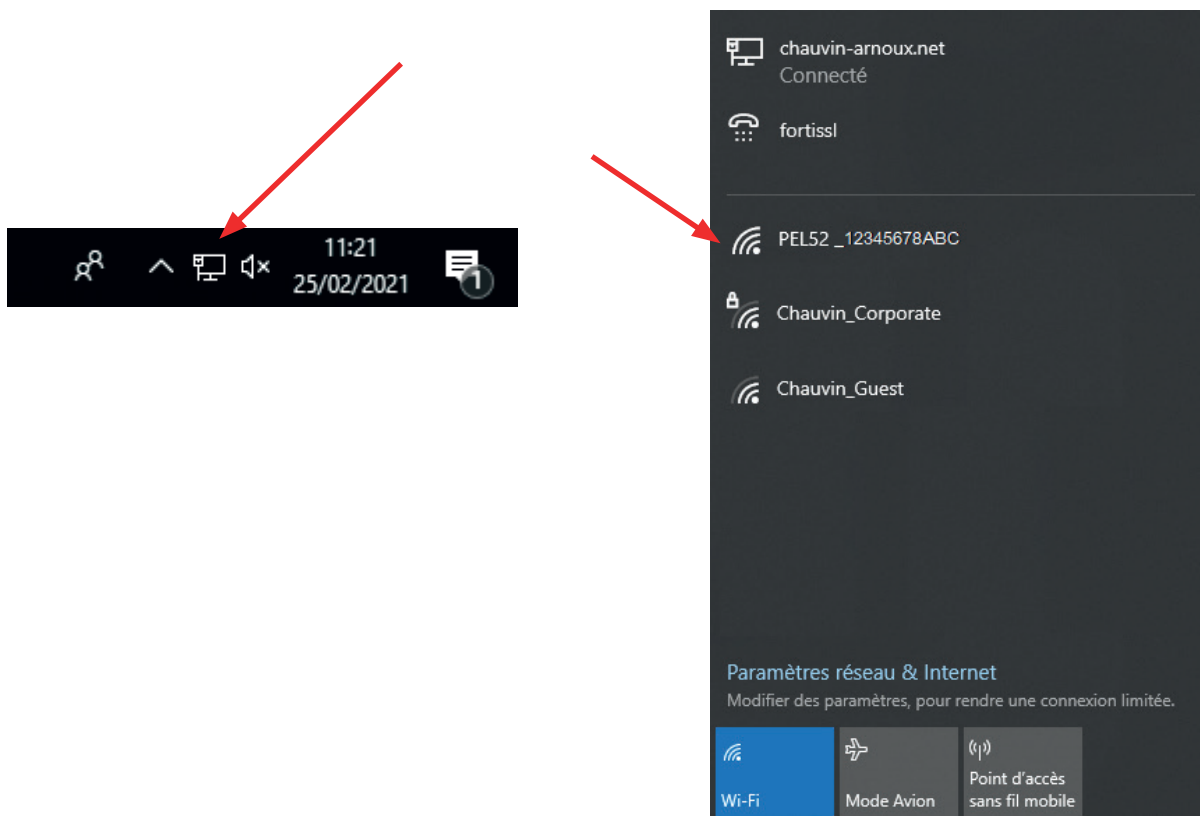 11:21
25/02/2021
1
chauvin-arnoux.net
Connecté
fortissl
PEL52 _12345678ABC
Chauvin_Corporate
Chauvin_Guest
Paramètres réseau & Internet
Modifier des paramètres, pour rendre une connexion limitée.
Wi-Fi
Mode Avion
Point d'accès
sans fil mobile